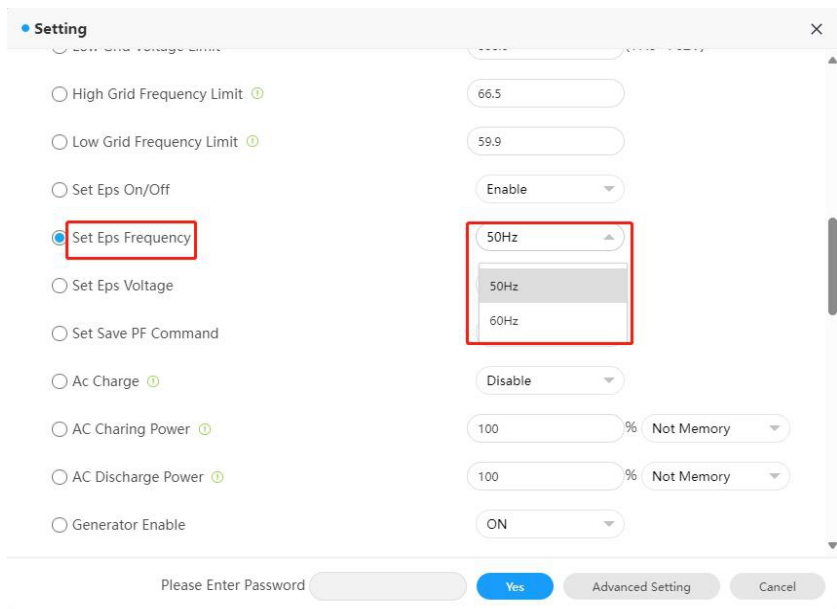 Setting
High Grid Frequency Limit 66.5
Low Grid Frequency Limit 59.9
Set Eps On/Off Enable
Set Eps Frequency 50Hz
50Hz
Set Eps Voltage
60Hz
Set Save PF Command
Ac Charge Disable
AC Charing Power 100 % Not Memory
AC Discharge Power 100 % Not Memory
Generator Enable ON
Please Enter Password Yes Advanced Setting Cancel